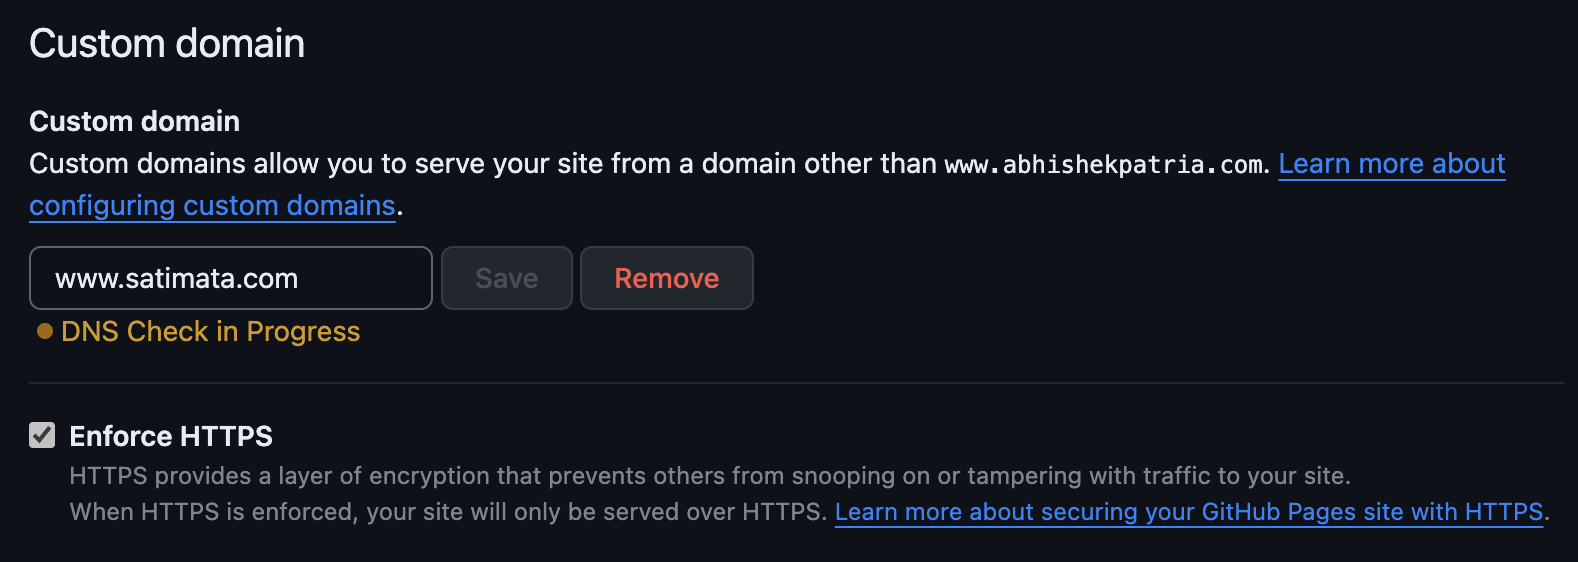 Custom domain
Custom domain
Custom domains allow you to serve your site from a domain other than www.abhishekpatria.com. Learn more about
configuring custom domains.
www.satimata.com Save Remove
DNS Check in Progress
Enforce HTTPS
HTTPS provides a layer of encryption that prevents others from snooping on or tampering with traffic to your site.
When HTTPS is enforced, your site will only be served over HTTPS. Learn more about securing your GitHub Pages site with HTTPS.